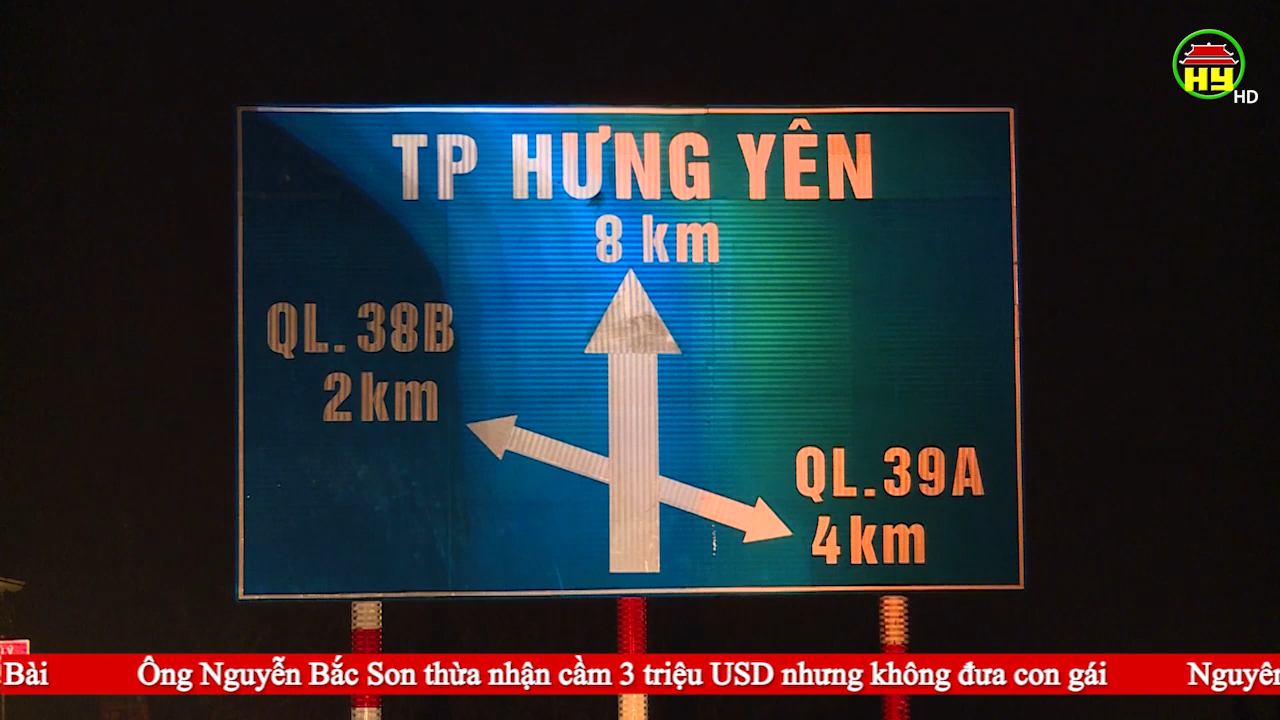 HY
HD
TP HƯNG YÊN
8 km
QL.38B
2km
QL.39A
4km
Bài Ông Nguyễn Bắc Son thừa nhận cầm 3 triệu USD nhưng không đưa con gái